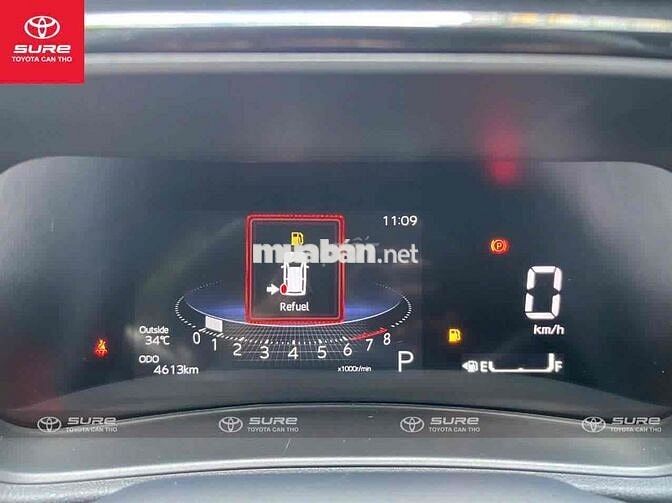 SURE
TOYOTA CAN THO
11:09
muabán.net
Refuel
Outside
34°C
ODO
4613km
0 1 2 3 4 5 6 7 8
x1000r/min
P
0
km/h
E F
SURE
TOYOTA CAN THO
SURE
TOYOTA CAN THO
SURE
TOYOTA CAN THO
SURE
TOYOTA CAN THO